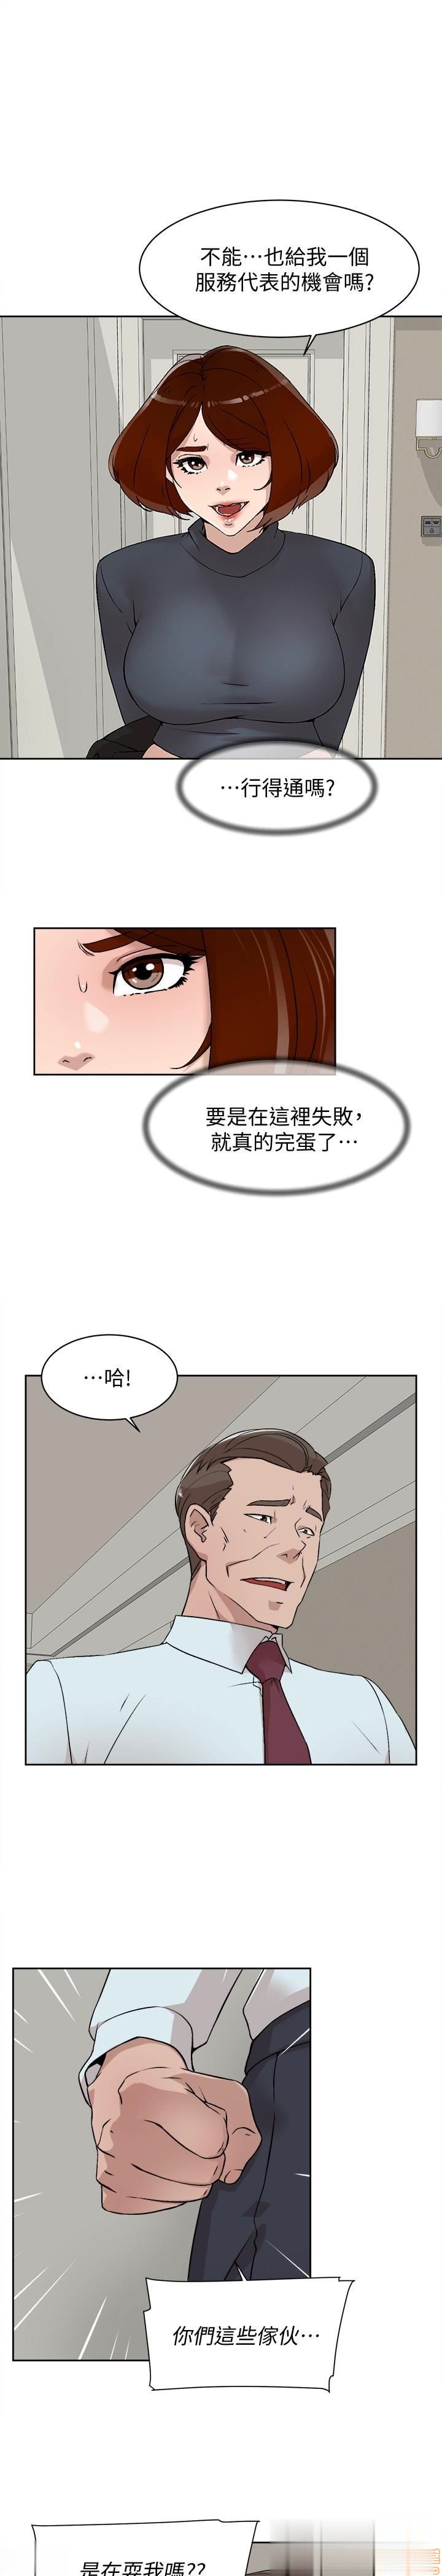 不能⋯也給我一個
服務代表的機會嗎?
⋯行得通嗎?
要是在這裡失敗，
就真的完蛋了⋯
⋯哈!
你們這些傢伙⋯
是在耍我嗎??